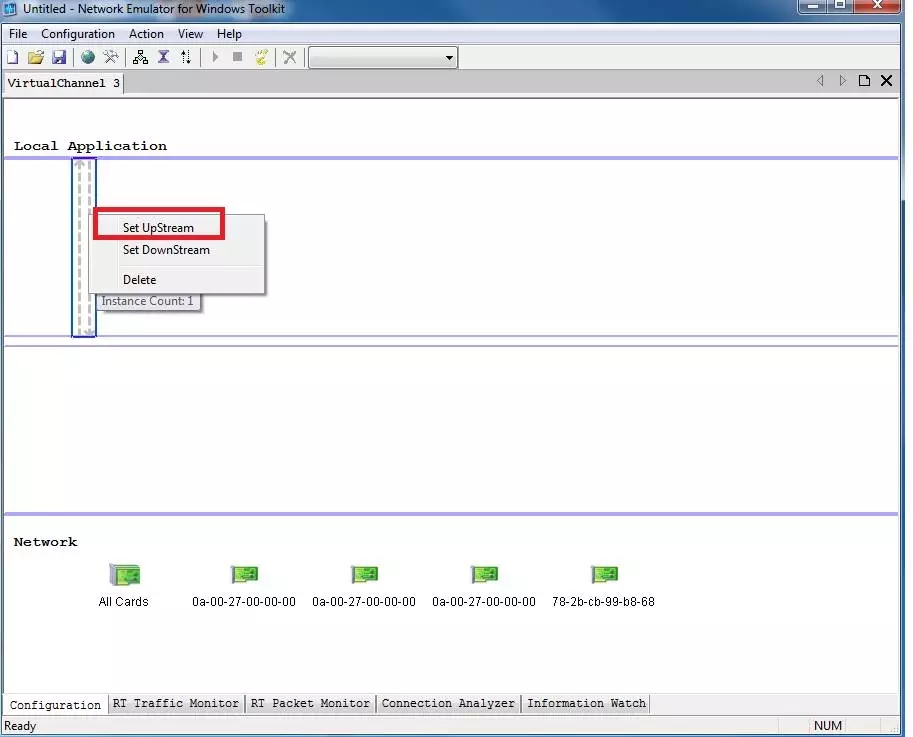 Untitled - Network Emulator for Windows Toolkit
File Configuration Action View Help
VirtualChannel 3
Local Application
Set UpStream
Set DownStream
Delete
Instance Count: 1
Network
All Cards 0a-00-27-00-00-00 0a-00-27-00-00-00 0a-00-27-00-00-00 78-2b-cb-99-b8-68
Configuration RT Traffic Monitor RT Packet Monitor Connection Analyzer Information Watch
Ready NUM